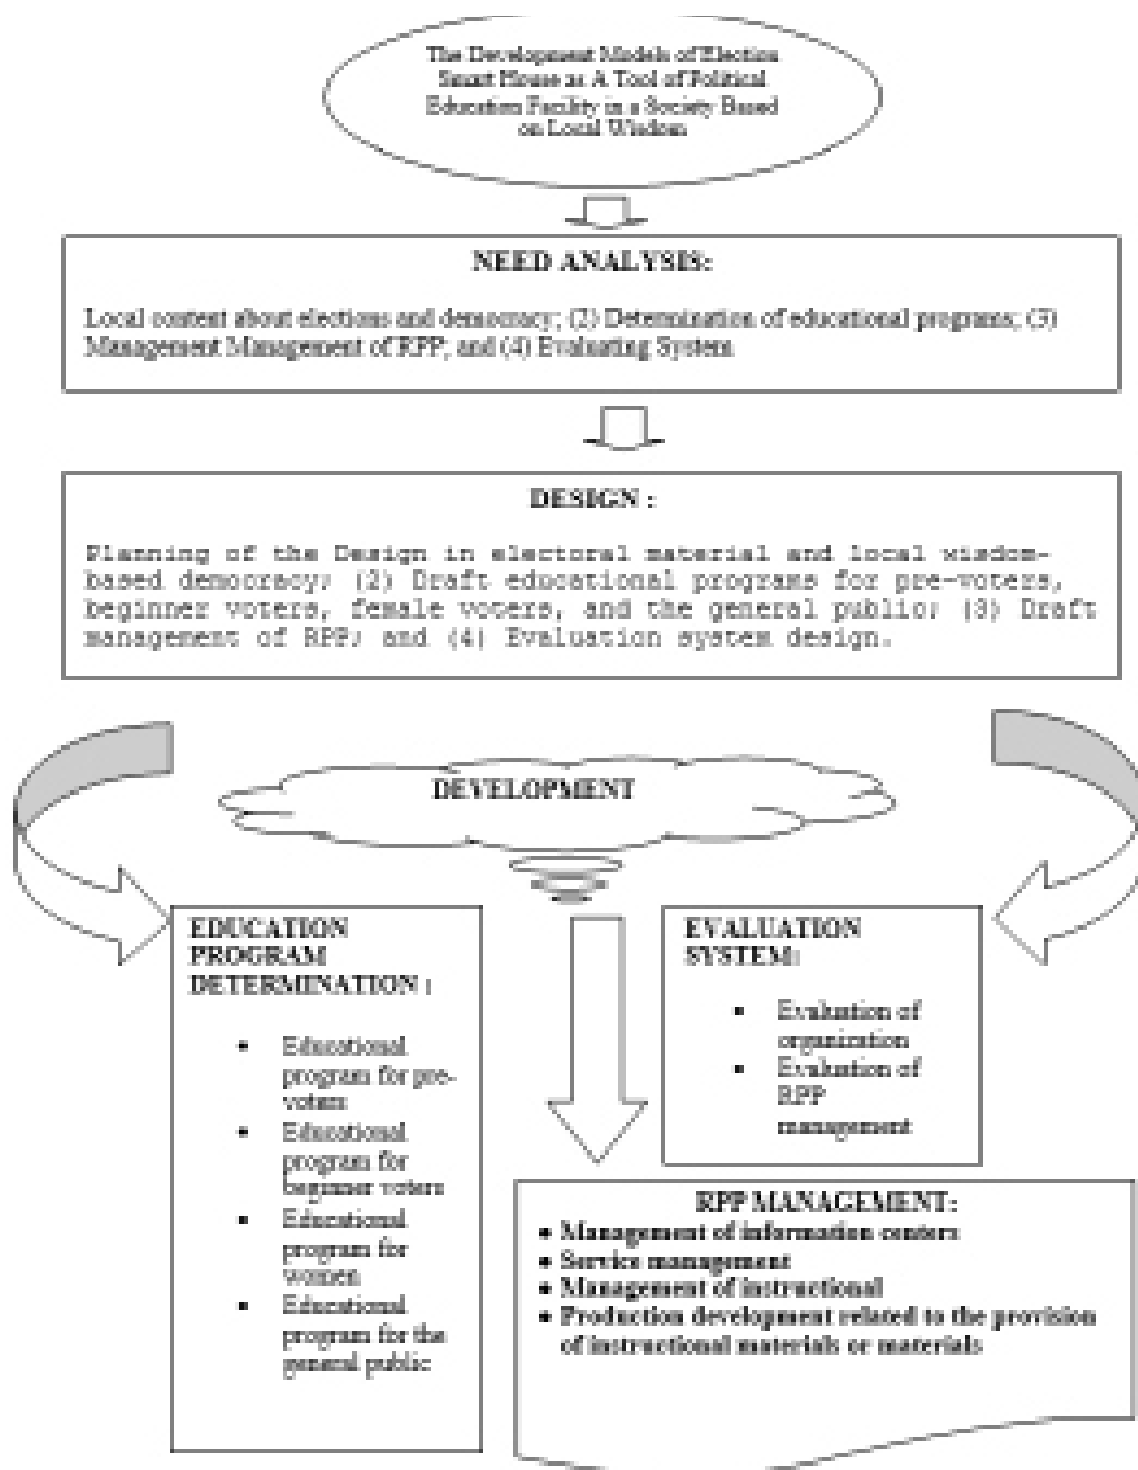 The Development Models of Election
Smart House as A Tool of Political
Education Facility in a Society Based
on Local Wisdom
NEED ANALYSIS:
Local content about elections and democracy; (2) Determination of educational programs; (3)
Management Management of RPP; and (4) Evaluating System
DESIGN :
Planning of the Design in electoral material and local wisdom-
based democracy; (2) Draft educational programs for pre-voters,
beginner voters, female voters, and the general public; (3) Draft
management of RPP; and (4) Evaluation system design.
DEVELOPMENT
EDUCATION
PROGRAM
DETERMINATION :
• Educational
program for pre-
voters
• Educational
program for
beginner voters
• Educational
program for
women
• Educational
program for the
general public
EVALUATION
SYSTEM:
• Evaluation of
organization
• Evaluation of
RPP
management
RPP MANAGEMENT:
• Management of information centers
• Service management
• Management of instructional
• Production development related to the provision
of instructional materials or materials